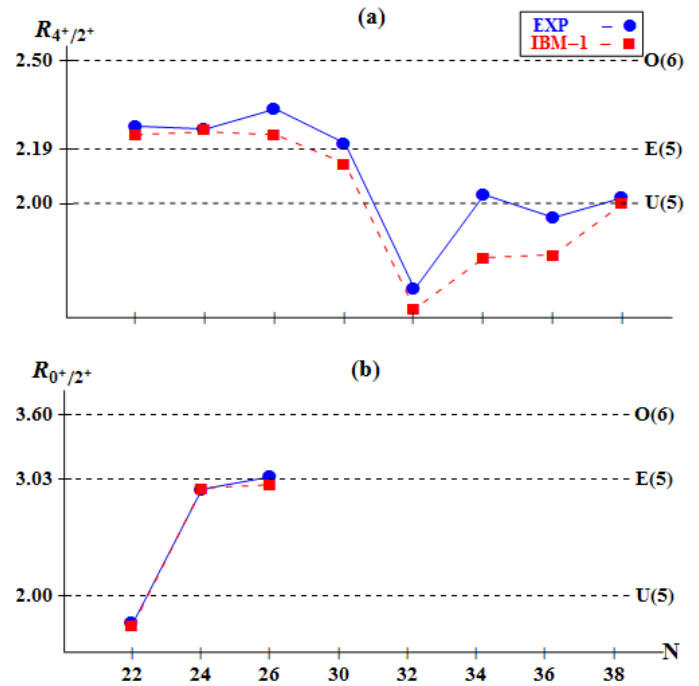 (a)
R4+/2+
EXP
IBM-1
2.50
O(6)
2.19
E(5)
2.00
U(5)
(b)
R0+/2+
3.60
O(6)
3.03
E(5)
2.00
U(5)
N
22 24 26 30 32 34 36 38